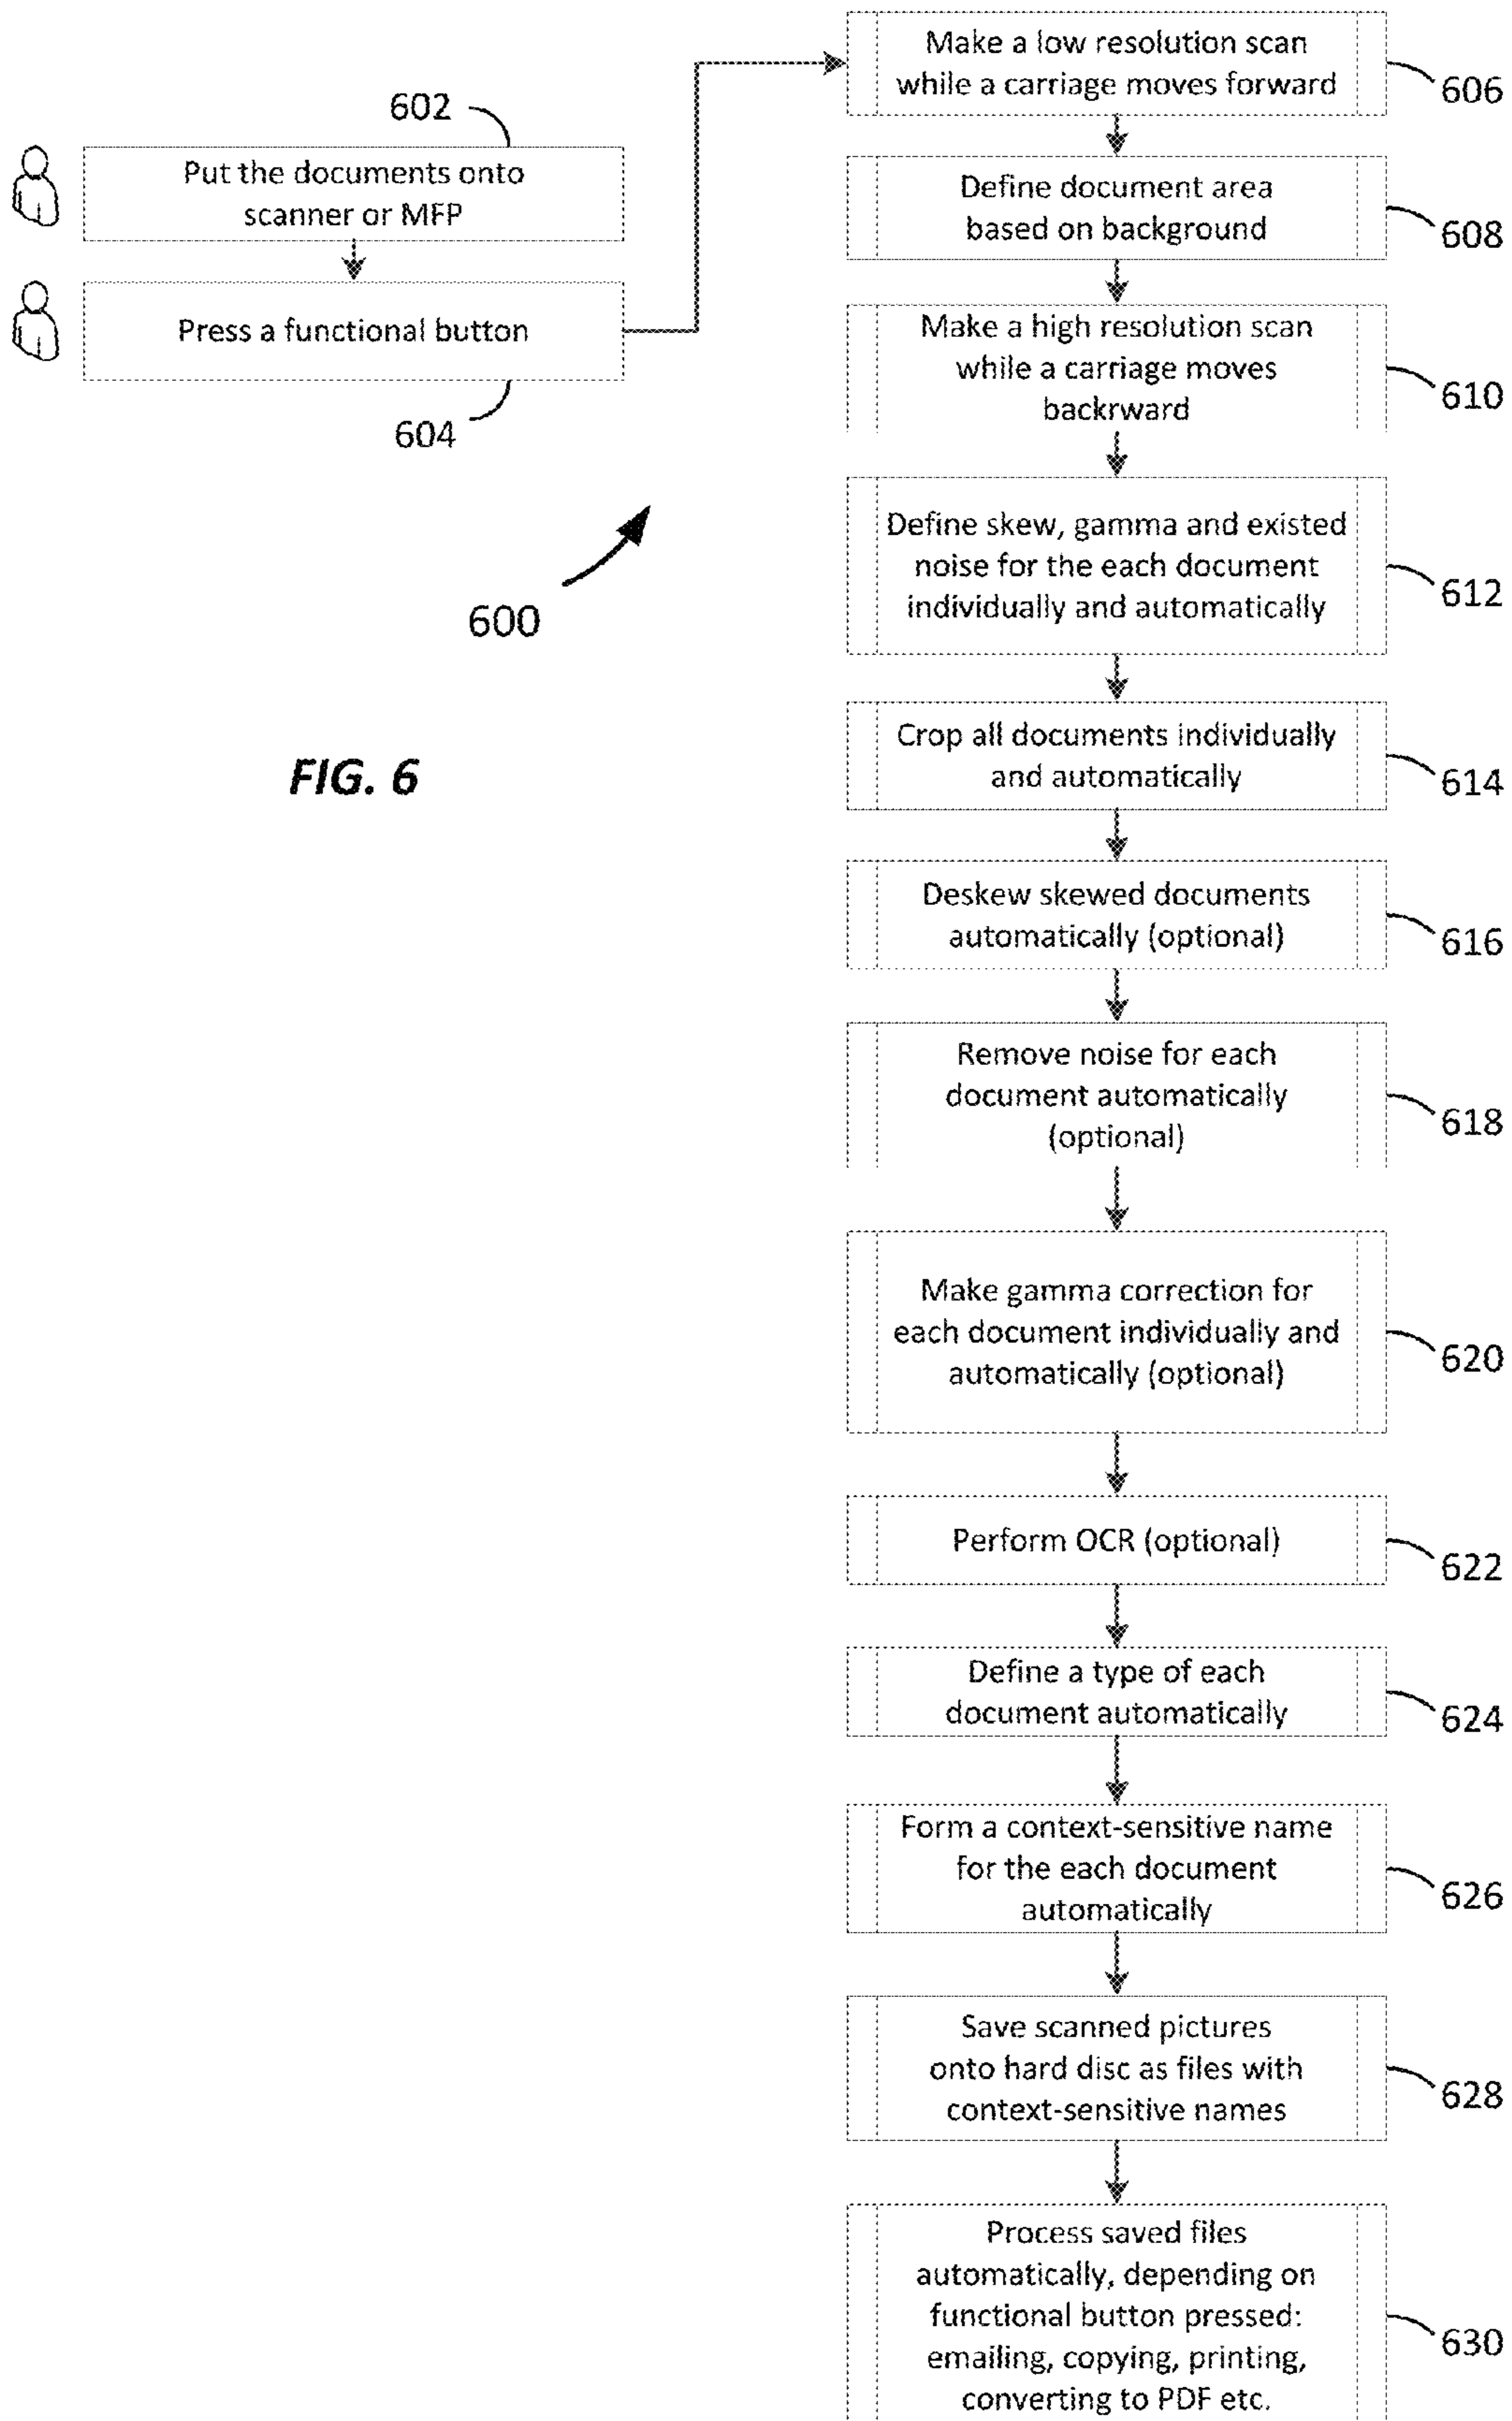 602
Put the documents onto
scanner or MFP
Press a functional button
604
600
FIG. 6
Make a low resolution scan
while a carriage moves forward
606
Define document area
based on background
608
Make a high resolution scan
while a carriage moves
backrward
610
Define skew, gamma and existed
noise for the each document
individually and automatically
612
Crop all documents individually
and automatically
614
Deskew skewed documents
automatically (optional)
616
Remove noise for each
document automatically
(optional)
618
Make gamma correction for
each document individually and
automatically (optional)
620
Perform OCR (optional)
622
Define a type of each
document automatically
624
Form a context-sensitive name
for the each document
automatically
626
Save scanned pictures
onto hard disc as files with
context-sensitive names
628
Process saved files
automatically, depending on
functional button pressed:
emailing, copying, printing,
converting to PDF etc.
630